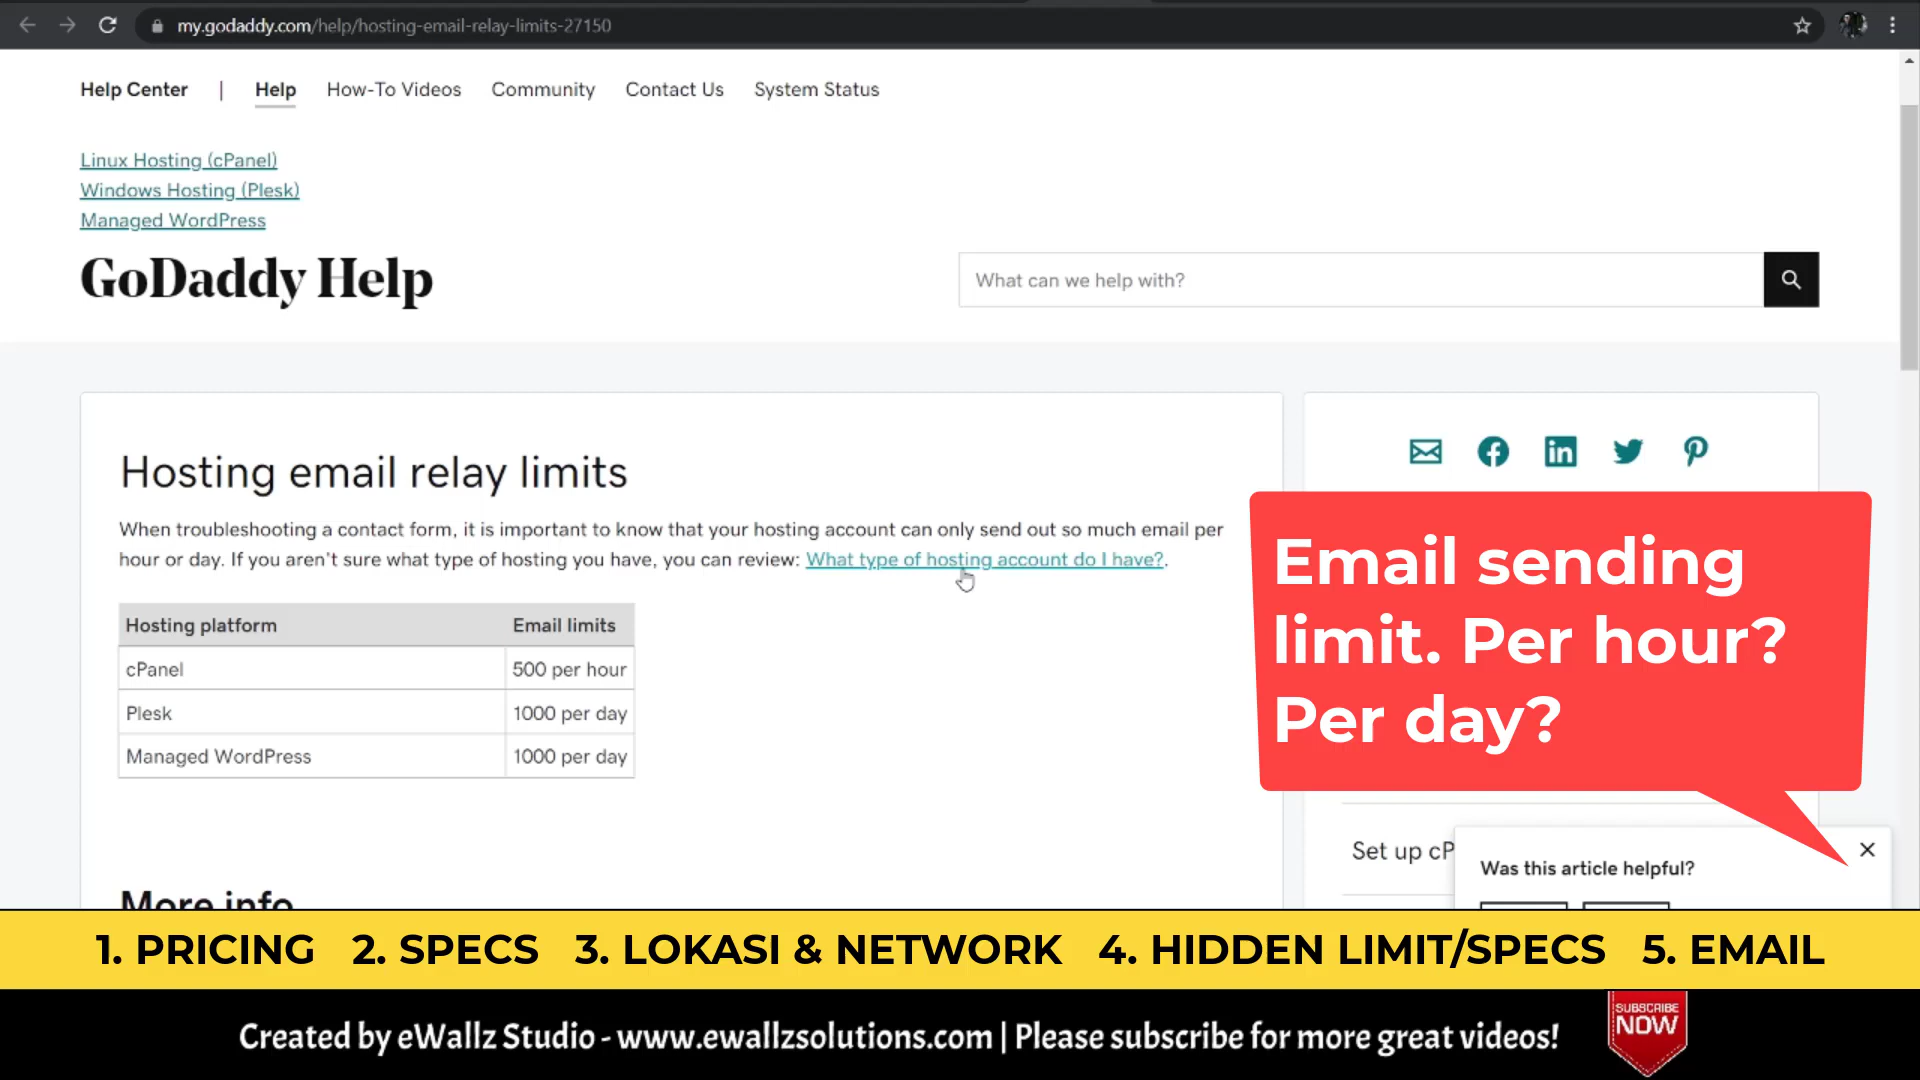 my.godaddy.com/help/hosting-email-relay-limits-27150
Help Center | Help How-To Videos Community Contact Us System Status
Linux Hosting (cPanel)
Windows Hosting (Plesk)
Managed WordPress
GoDaddy Help
What can we help with?
Hosting email relay limits
When troubleshooting a contact form, it is important to know that your hosting account can only send out so much email per
hour or day. If you aren't sure what type of hosting you have, you can review: What type of hosting account do I have?.
Hosting platform Email limits
cPanel 500 per hour
Plesk 1000 per day
Managed WordPress 1000 per day
More info
Email sending
limit. Per hour?
Per day?
Set up cP
Was this article helpful?
1. PRICING 2. SPECS 3. LOKASI & NETWORK 4. HIDDEN LIMIT/SPECS 5. EMAIL
Created by eWallz Studio - www.ewallzsolutions.com | Please subscribe for more great videos!
SUBSCRIBE
NOW